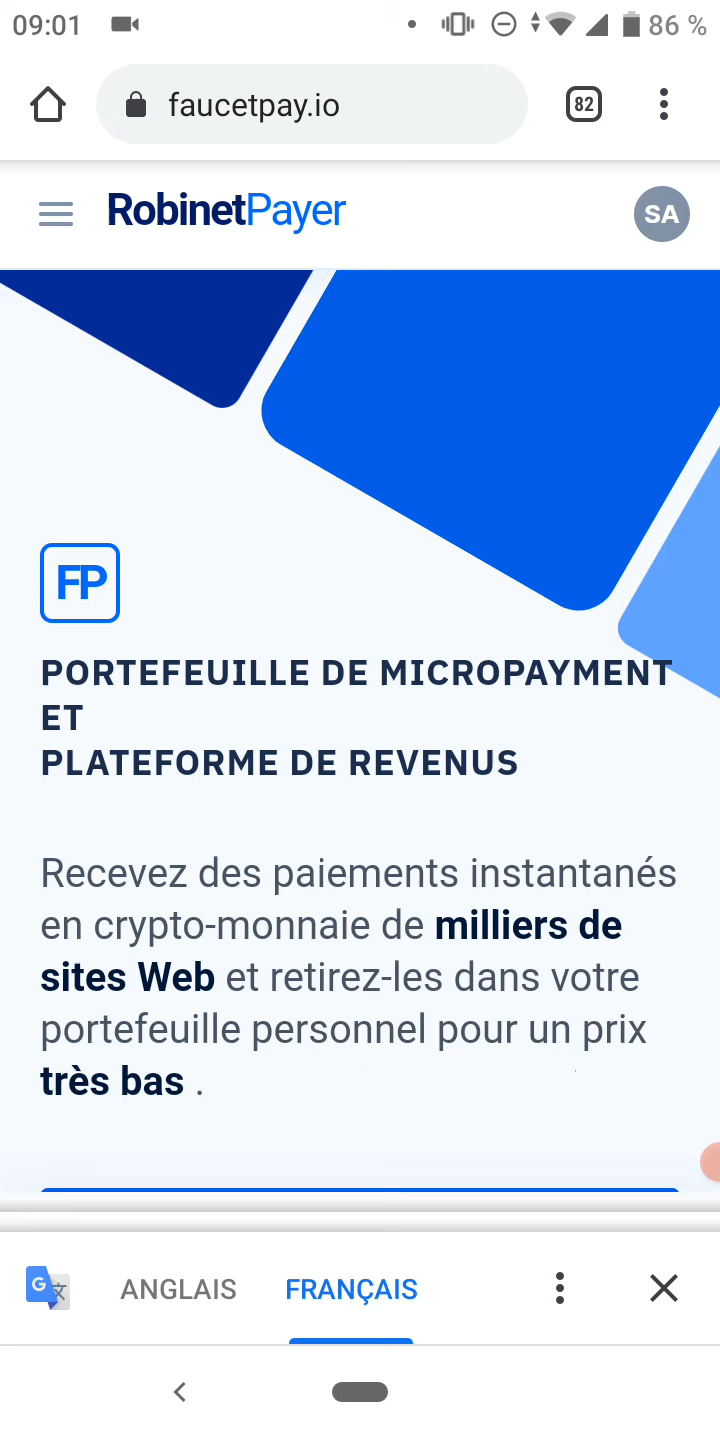 09:01 86 %
faucetpay.io 82
RobinetPayer SA
FP
PORTEFEUILLE DE MICROPAYMENT
ET
PLATEFORME DE REVENUS
Recevez des paiements instantanés
en crypto-monnaie de milliers de
sites Web et retirez-les dans votre
portefeuille personnel pour un prix
très bas .
G 文 ANGLAIS FRANÇAIS